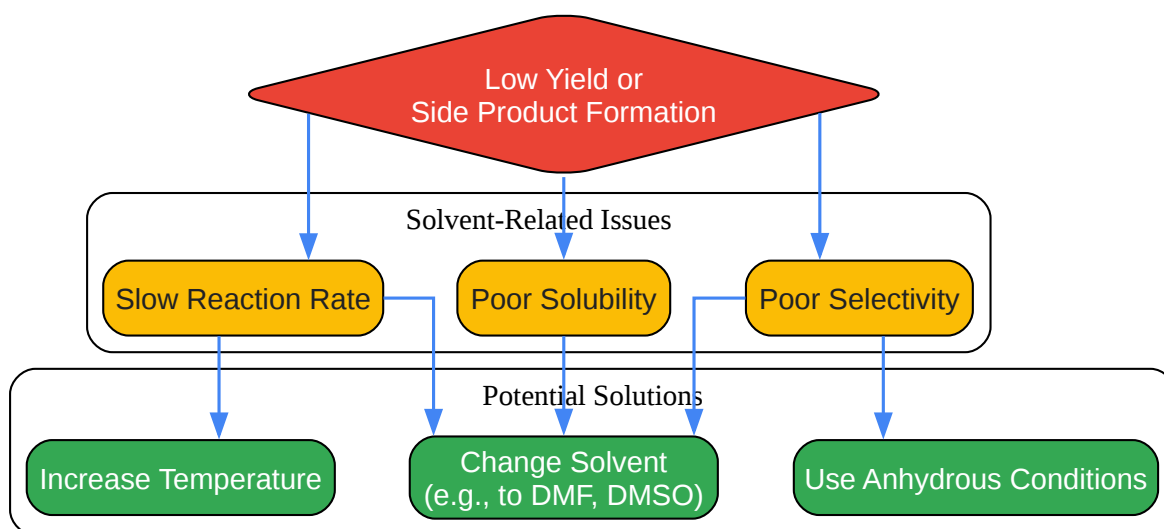 Low Yield or
Side Product Formation
Solvent-Related Issues
Slow Reaction Rate
Poor Solubility
Poor Selectivity
Potential Solutions
Increase Temperature
Change Solvent
(e.g., to DMF, DMSO)
Use Anhydrous Conditions